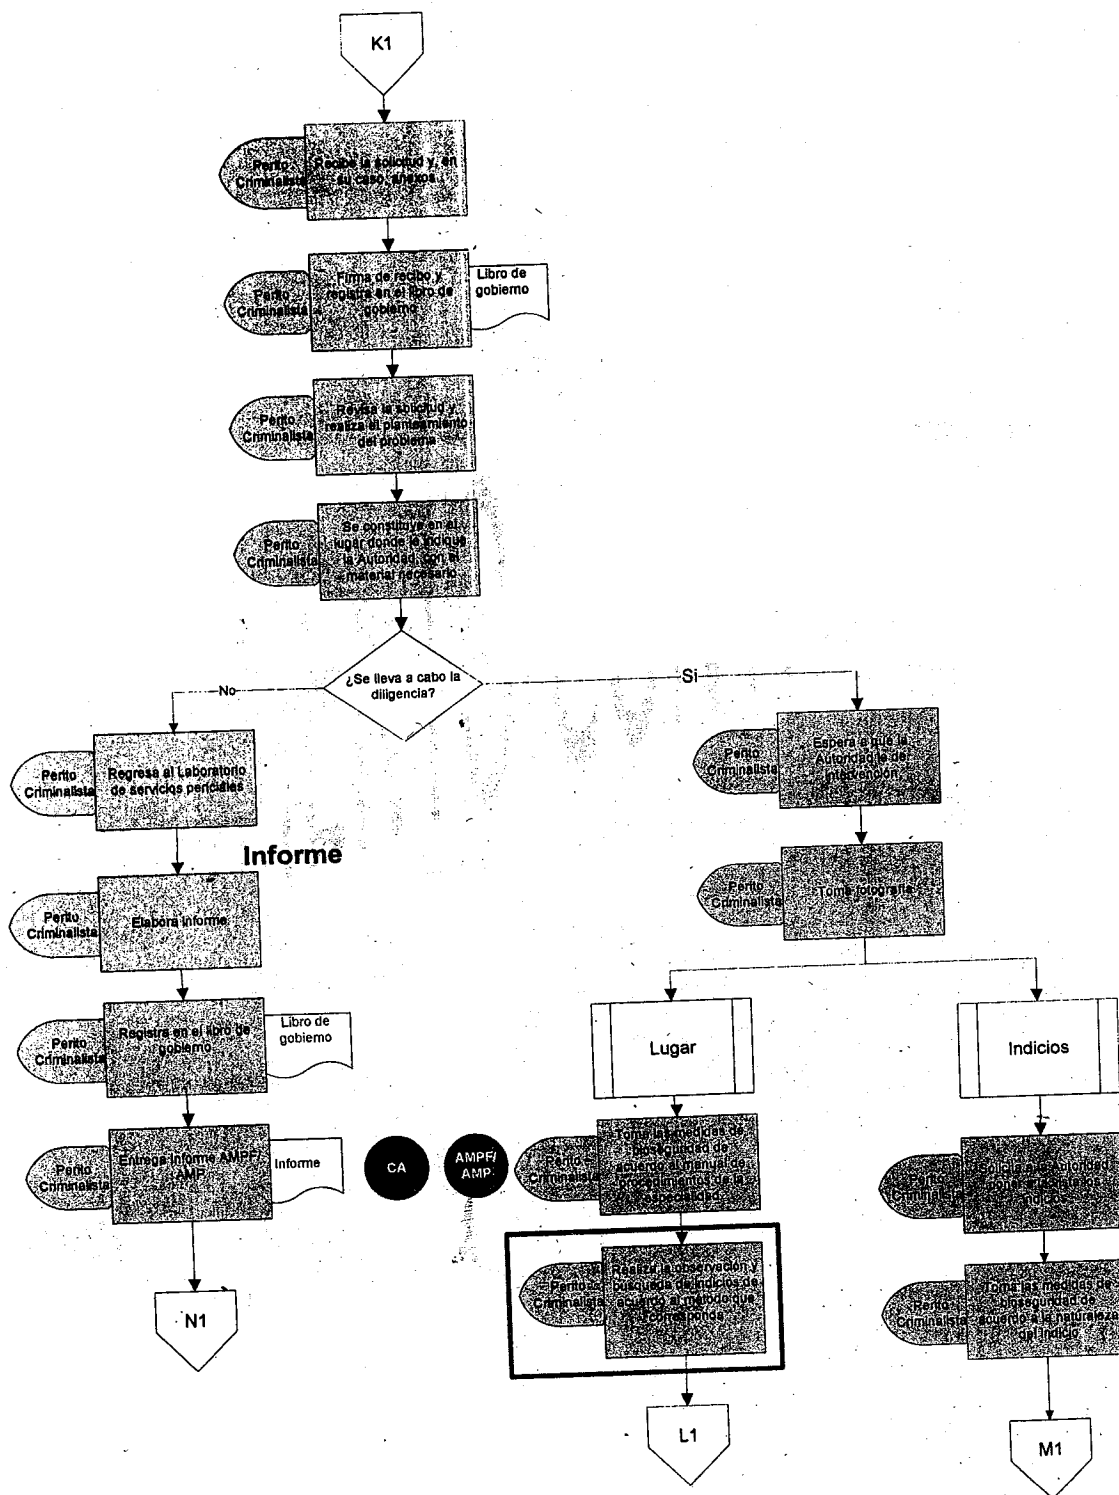 K1
Perito
Criminalista
Recibe la solicitud y, en
su caso, anexos
Perito
Criminalista
Firma de recibo y
registra en el libro de
gobierno
Libro de
gobierno
Perito
Criminalista
Revisa la solicitud y
realiza el planteamiento
del problema
Perito
Criminalista
Se constituye en el
lugar donde le indique
la Autoridad, con el
material necesario
¿Se lleva a cabo la
diligencia?
No
Si
Perito
Criminalista
Regresa al Laboratorio
de servicios periciales
Perito
Criminalista
Espera a que la
Autoridad le de
intervención
Informe
Perito
Criminalista
Elabora informe
Perito
Criminalista
Toma fotografía
Perito
Criminalista
Registra en el libro de
gobierno
Libro de
gobierno
Lugar
Indicios
Perito
Criminalista
Entrega informe AMPF/
AMP
Informe
CA
AMPF/
AMP
Perito
Criminalista
Toma las medidas de
bioseguridad de
acuerdo al manual de
procedimientos de la
especialidad
Perito
Criminalista
Solicita a la Autoridad
poner a la vista los
indicios
Perito
Criminalista
Realiza la observación y
búsqueda de indicios de
acuerdo al método que
corresponda
Perito
Criminalista
Toma las medidas de
bioseguridad de
acuerdo a la naturaleza
del indicio
N1
L1
M1